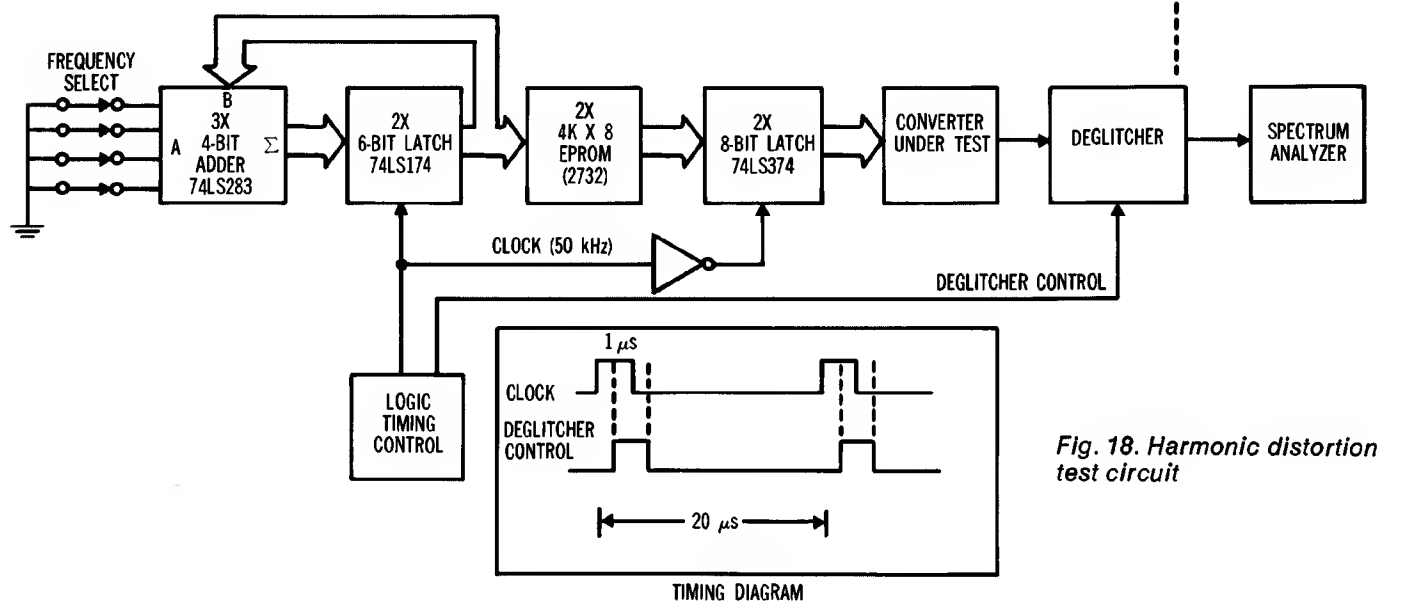 FREQUENCY
SELECT
A
B
3X
4-BIT
ADDER
74LS283
Σ
2X
6-BIT LATCH
74LS174
2X
4K X 8
EPROM
(2732)
2X
8-BIT LATCH
74LS374
CONVERTER
UNDER TEST
DEGLITCHER
SPECTRUM
ANALYZER
CLOCK (50 kHz)
DEGLITCHER CONTROL
LOGIC
TIMING
CONTROL
1 μs
CLOCK
DEGLITCHER
CONTROL
20 μs
TIMING DIAGRAM
Fig. 18. Harmonic distortion
test circuit